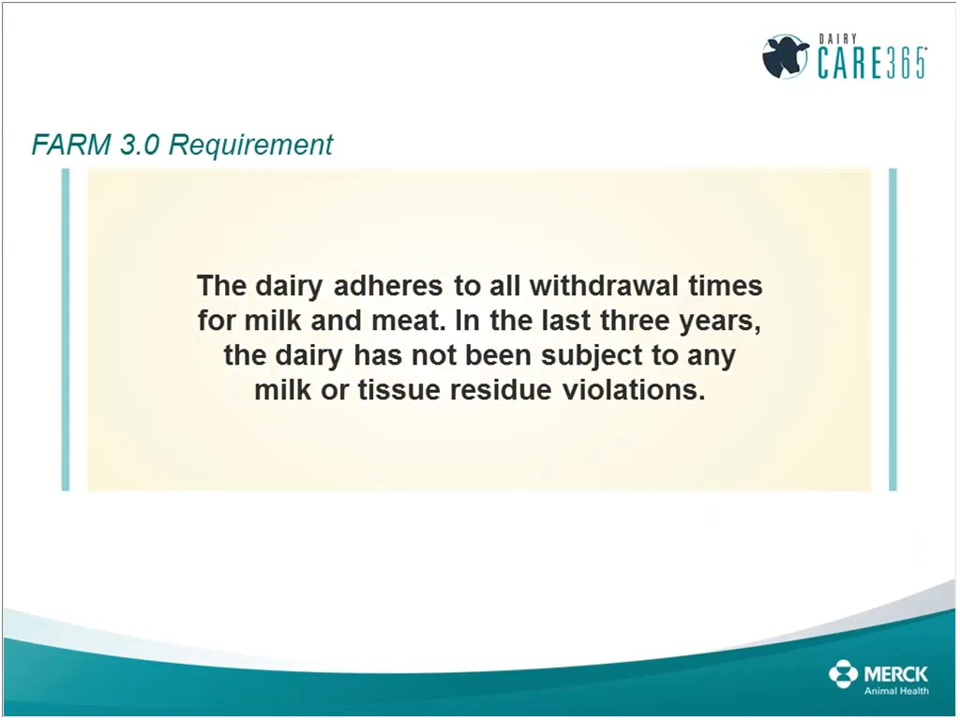 DAIRY
CARE365
FARM 3.0 Requirement
The dairy adheres to all withdrawal times
for milk and meat. In the last three years,
the dairy has not been subject to any
milk or tissue residue violations.
MERCK
Animal Health